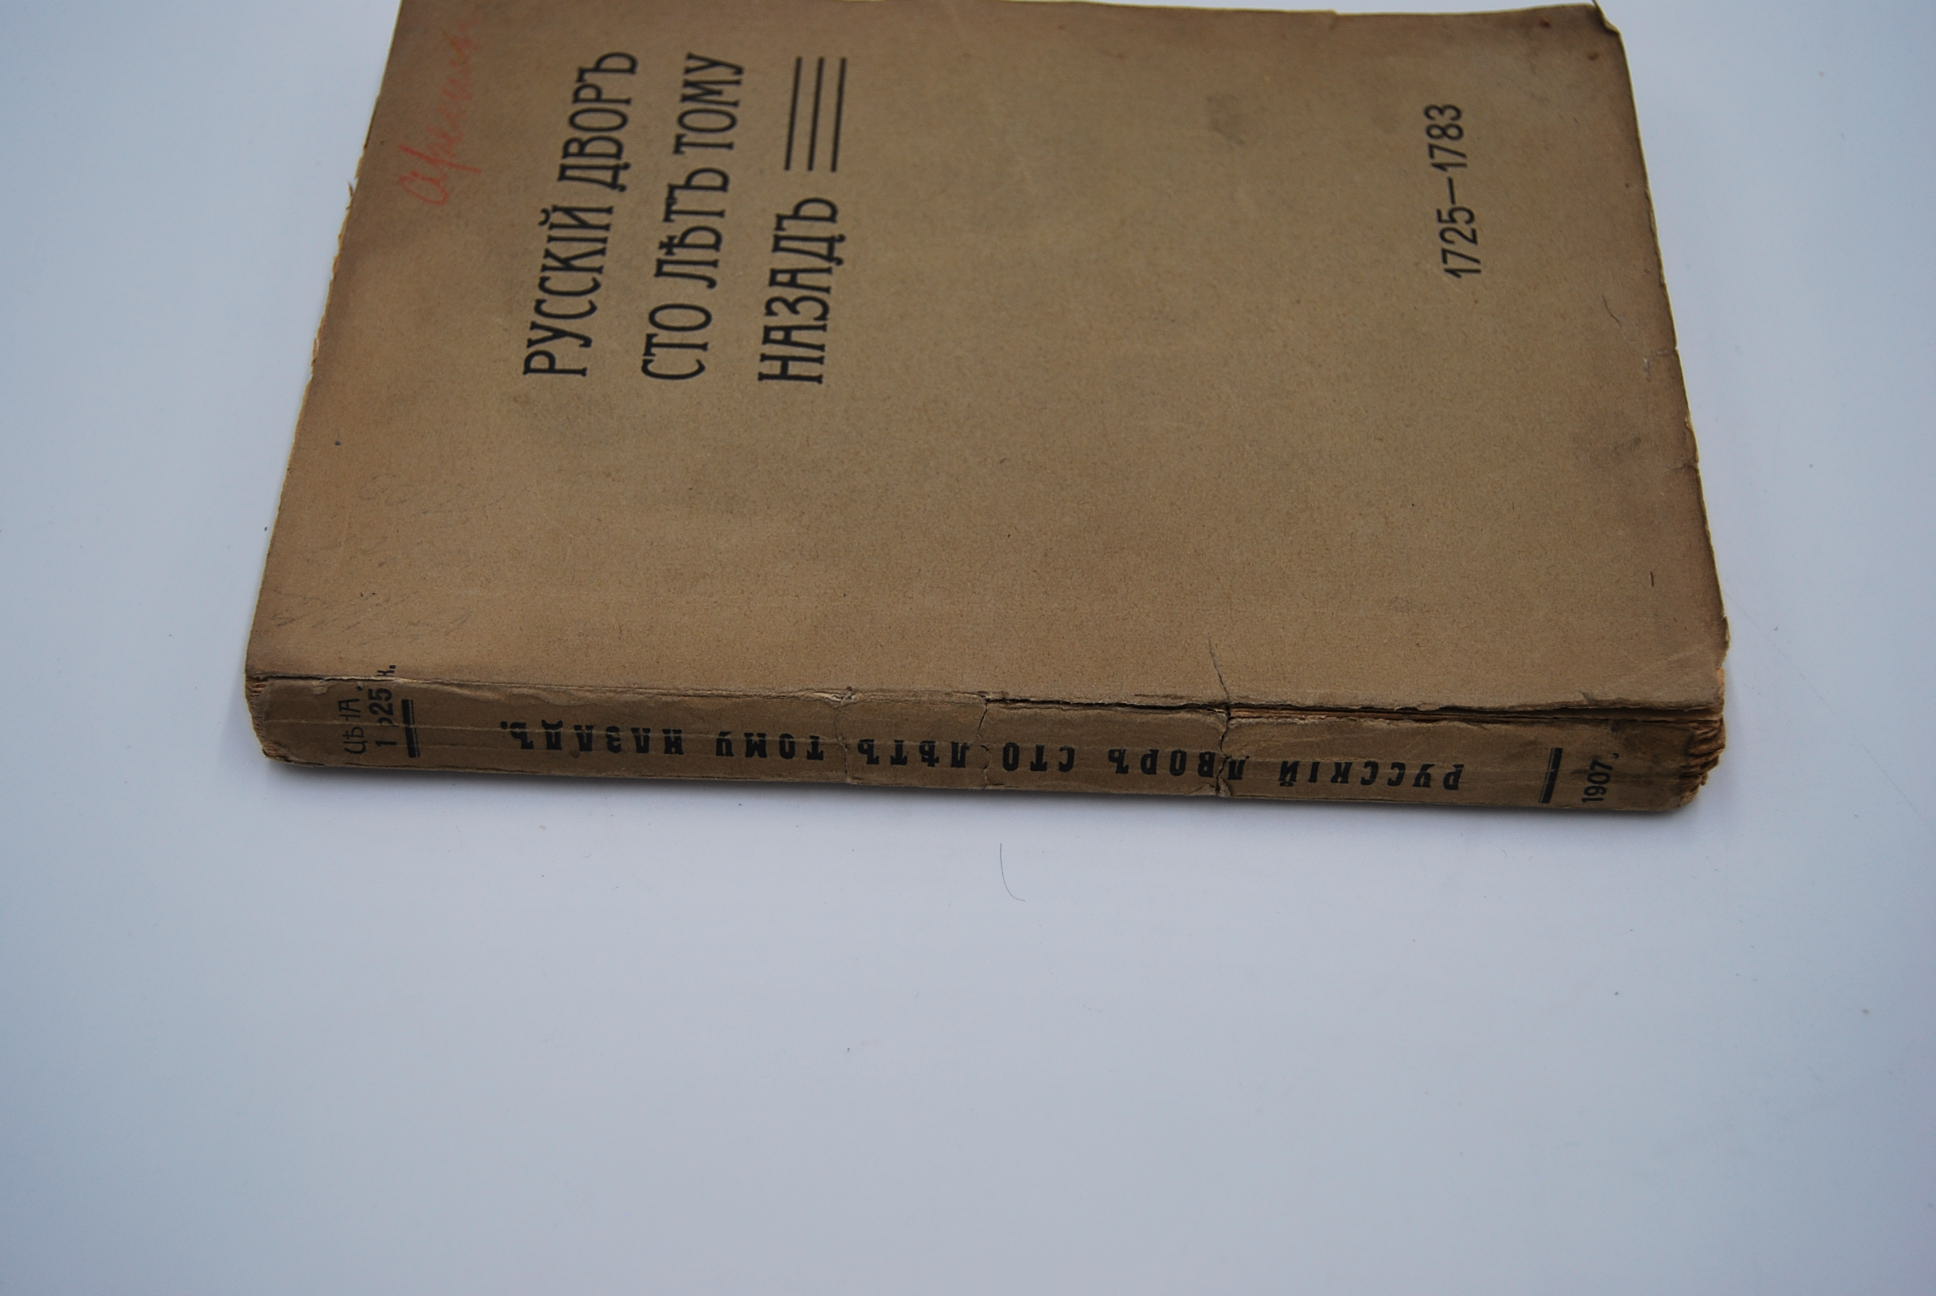 РУССКІЙ ДВОРЪ
СТО ЛѢТЪ ТОМУ
НАЗАДЪ
1725—1783
ЦѢНА
1 р. 25 к.
РУССКІЙ ДВОРЪ СТО ЛѢТЪ ТОМУ НАЗАДЪ.
1907